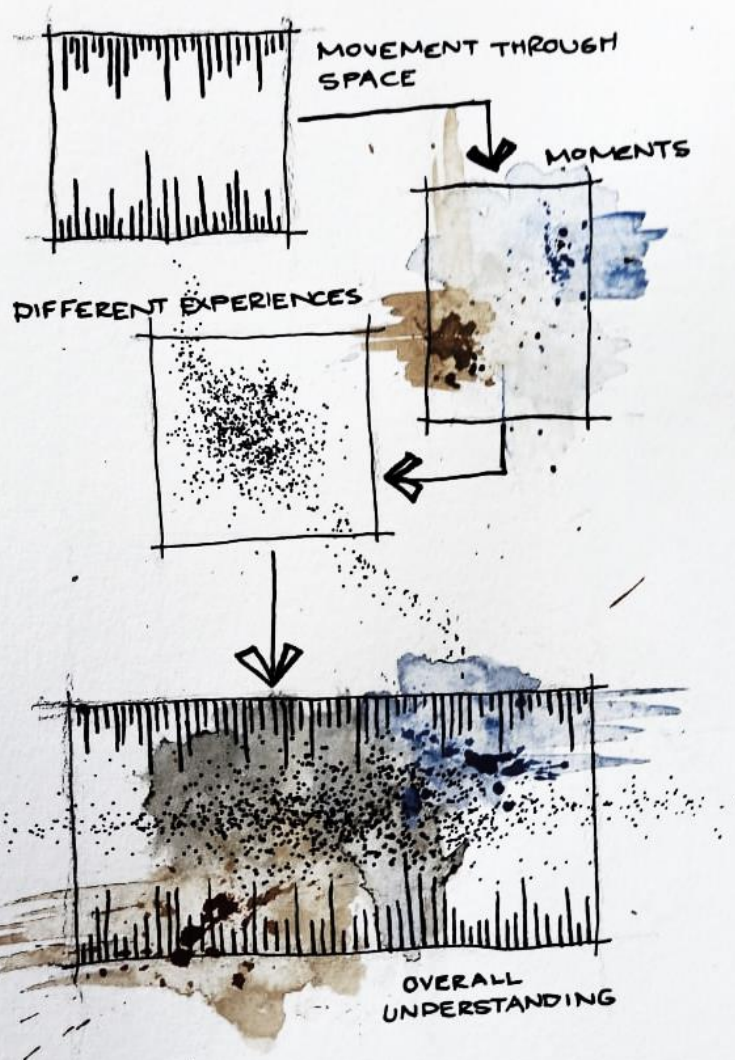 MOVEMENT THROUGH
SPACE
MOMENTS
DIFFERENT EXPERIENCES
OVERALL
UNDERSTANDING